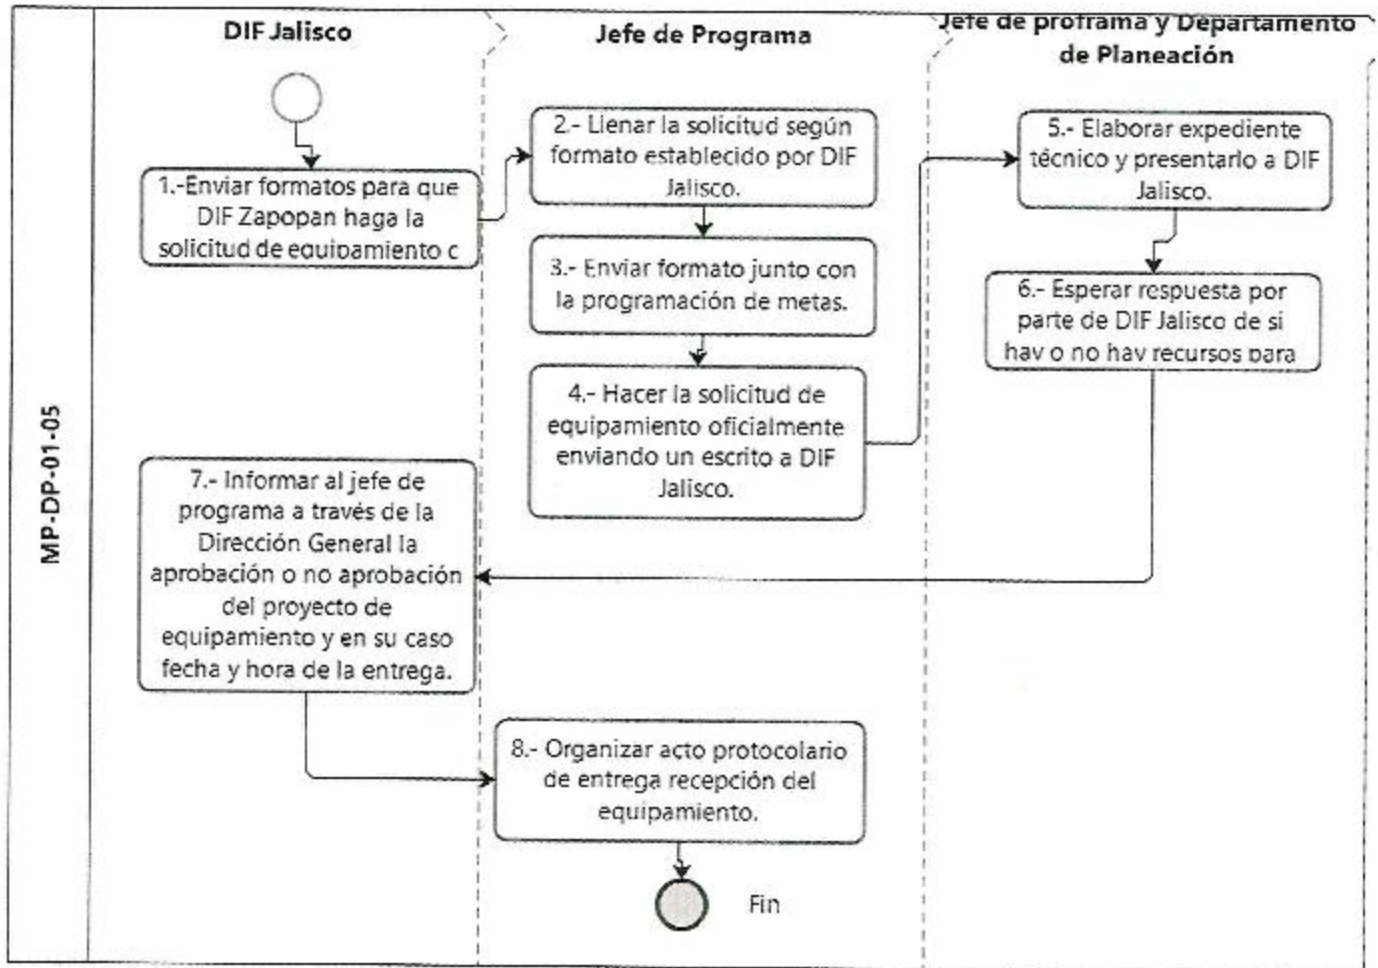 DIF Jalisco
Jefe de Programa
Jefe de proframa y Departamento
de Planeación
MP-DP-01-05
1.-Enviar formatos para que
DIF Zapopan haga la
solicitud de equipamiento c
2.- Llenar la solicitud según
formato establecido por DIF
Jalisco.
3.- Enviar formato junto con
la programación de metas.
4.- Hacer la solicitud de
equipamiento oficialmente
enviando un escrito a DIF
Jalisco.
5.- Elaborar expediente
técnico y presentarlo a DIF
Jalisco.
6.- Esperar respuesta por
parte de DIF Jalisco de si
hay o no hay recursos para
7.- Informar al jefe de
programa a través de la
Dirección General la
aprobación o no aprobación
del proyecto de
equipamiento y en su caso
fecha y hora de la entrega.
8.- Organizar acto protocolario
de entrega recepción del
equipamiento.
Fin